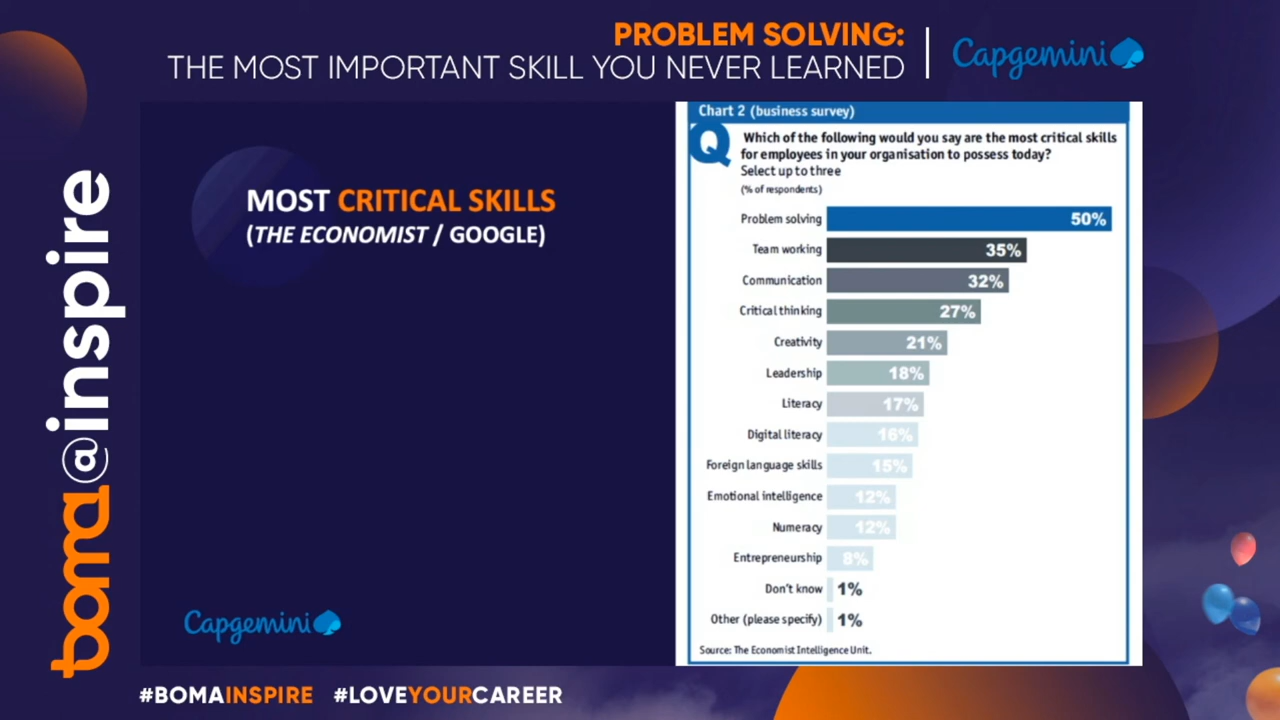 PROBLEM SOLVING:
THE MOST IMPORTANT SKILL YOU NEVER LEARNED
Capgemini
boma@inspire
MOST CRITICAL SKILLS
(THE ECONOMIST / GOOGLE)
Capgemini
Chart 2 (business survey)
Q
Which of the following would you say are the most critical skills
for employees in your organisation to possess today?
Select up to three
(% of respondents)
Problem solving 50%
Team working 35%
Communication 32%
Critical thinking 27%
Creativity 21%
Leadership 18%
Literacy 17%
Digital literacy 16%
Foreign language skills 15%
Emotional intelligence 12%
Numeracy 12%
Entrepreneurship 8%
Don't know 1%
Other (please specify) 1%
Source: The Economist Intelligence Unit.
#BOMAINSPIRE #LOVEYOURCAREER